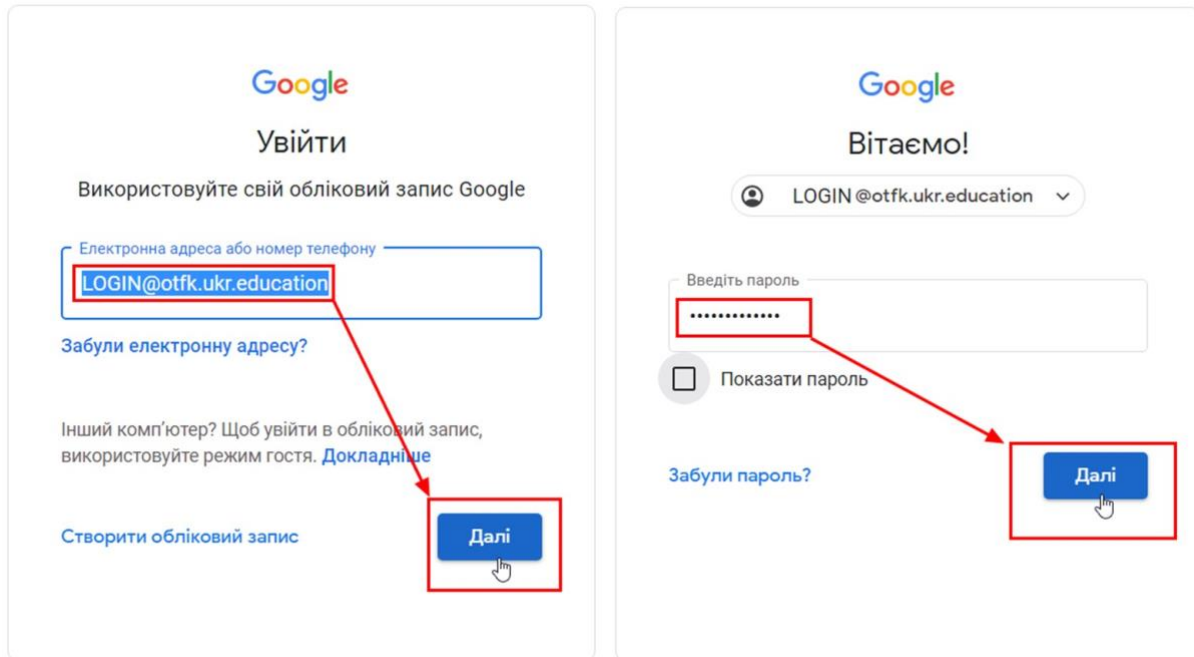 Google
Увійти
Використовуйте свій обліковий запис Google
Електронна адреса або номер телефону
LOGIN@otfk.ukr.education
Забули електронну адресу?
Інший комп’ютер? Щоб увійти в обліковий запис,
використовуйте режим гостя. Докладніше
Створити обліковий запис
Далі
Google
Вітаємо!
LOGIN @otfk.ukr.education
Введіть пароль
•••••••••••••
Показати пароль
Забули пароль?
Далі